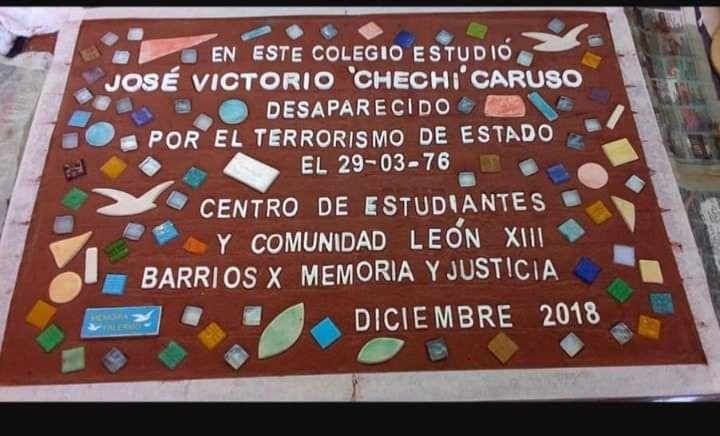 EN ESTE COLEGIO ESTUDIÓ
JOSÉ VICTORIO "CHECHI" CARUSO
DESAPARECIDO
POR EL TERRORISMO DE ESTADO
EL 29-03-76
CENTRO DE ESTUDIANTES
Y COMUNIDAD LEÓN XIII
BARRIOS X MEMORIA Y JUSTICIA
MEMORIA
PALERMO
DICIEMBRE 2018